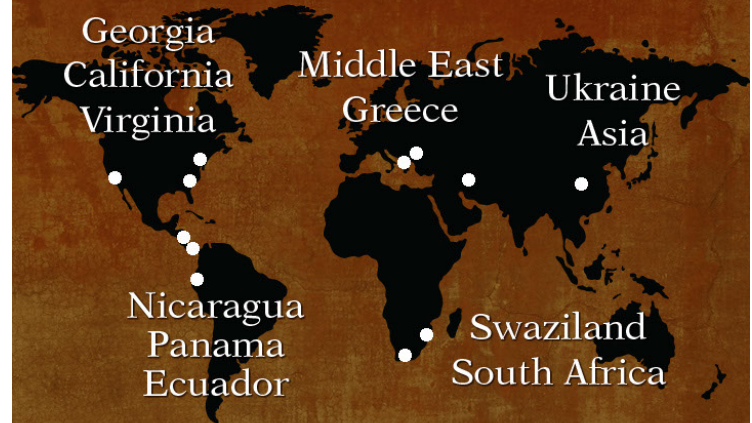 Georgia
California
Virginia
Middle East
Greece
Ukraine
Asia
Nicaragua
Panama
Ecuador
Swaziland
South Africa